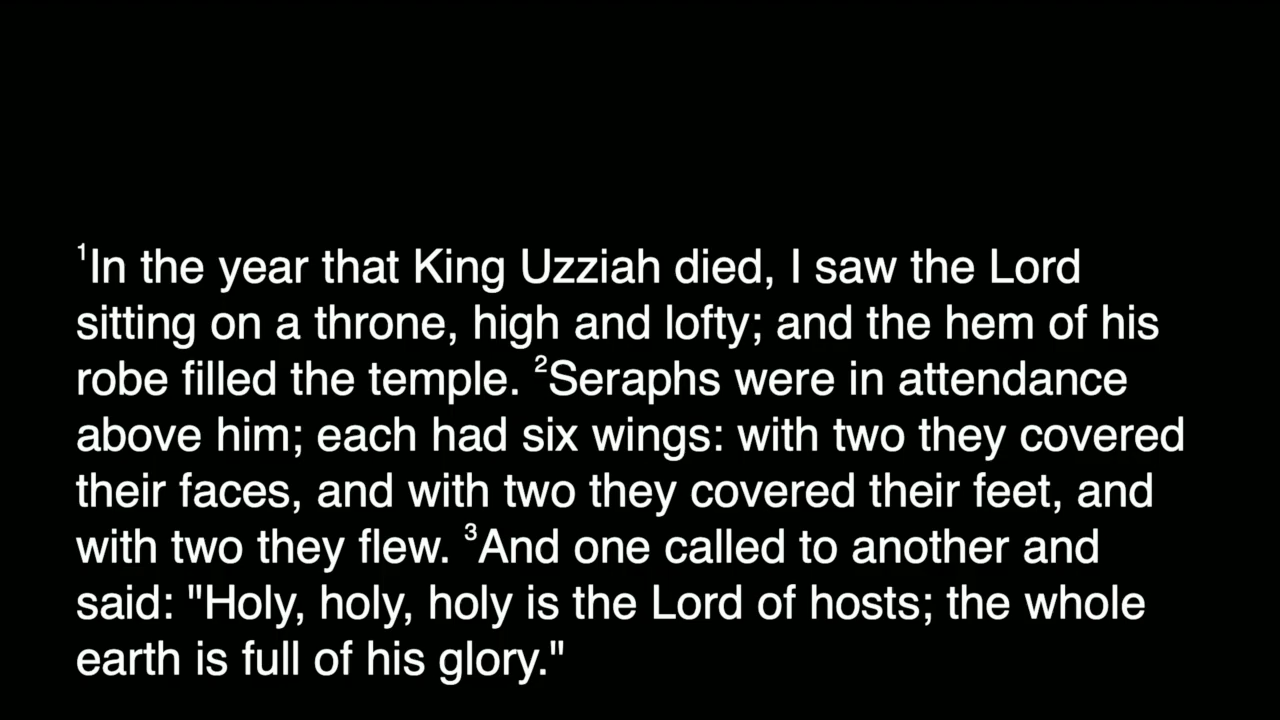 ¹In the year that King Uzziah died, I saw the Lord
sitting on a throne, high and lofty; and the hem of his
robe filled the temple. ²Seraphs were in attendance
above him; each had six wings: with two they covered
their faces, and with two they covered their feet, and
with two they flew. ³And one called to another and
said: "Holy, holy, holy is the Lord of hosts; the whole
earth is full of his glory."